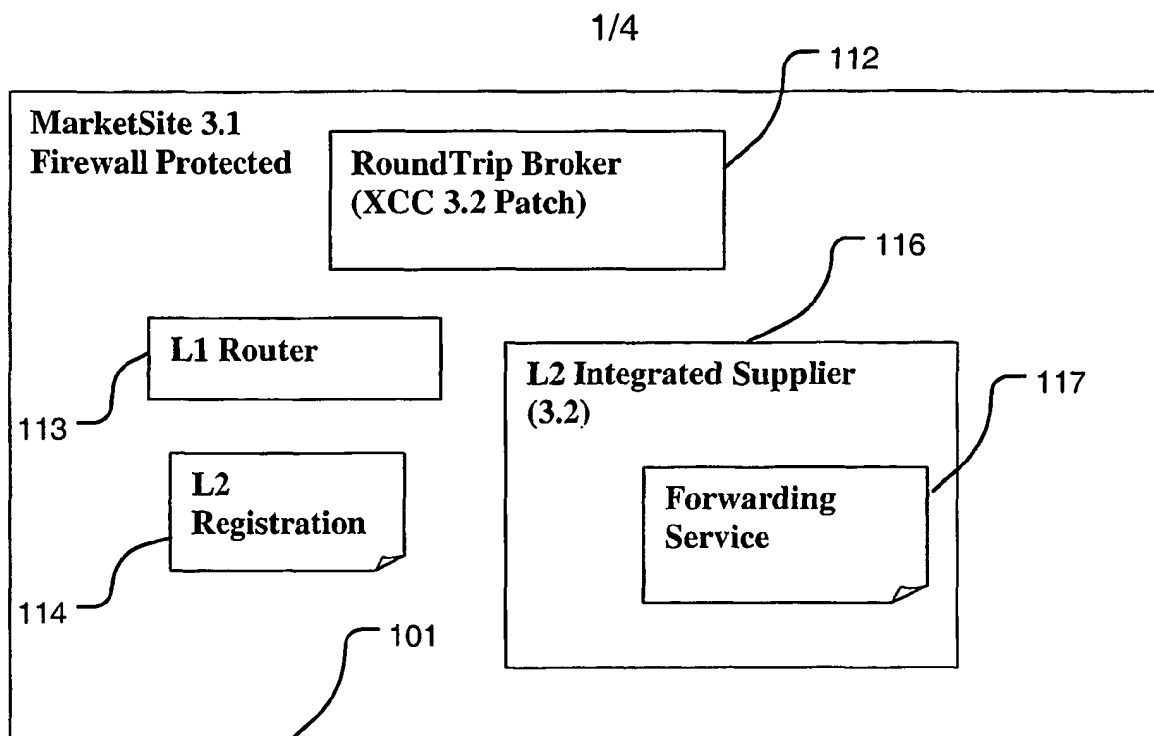 1/4
112
MarketSite 3.1
Firewall Protected
RoundTrip Broker
(XCC 3.2 Patch)
116
L1 Router
L2 Integrated Supplier
(3.2)
117
113
L2
Registration
Forwarding
Service
114
101